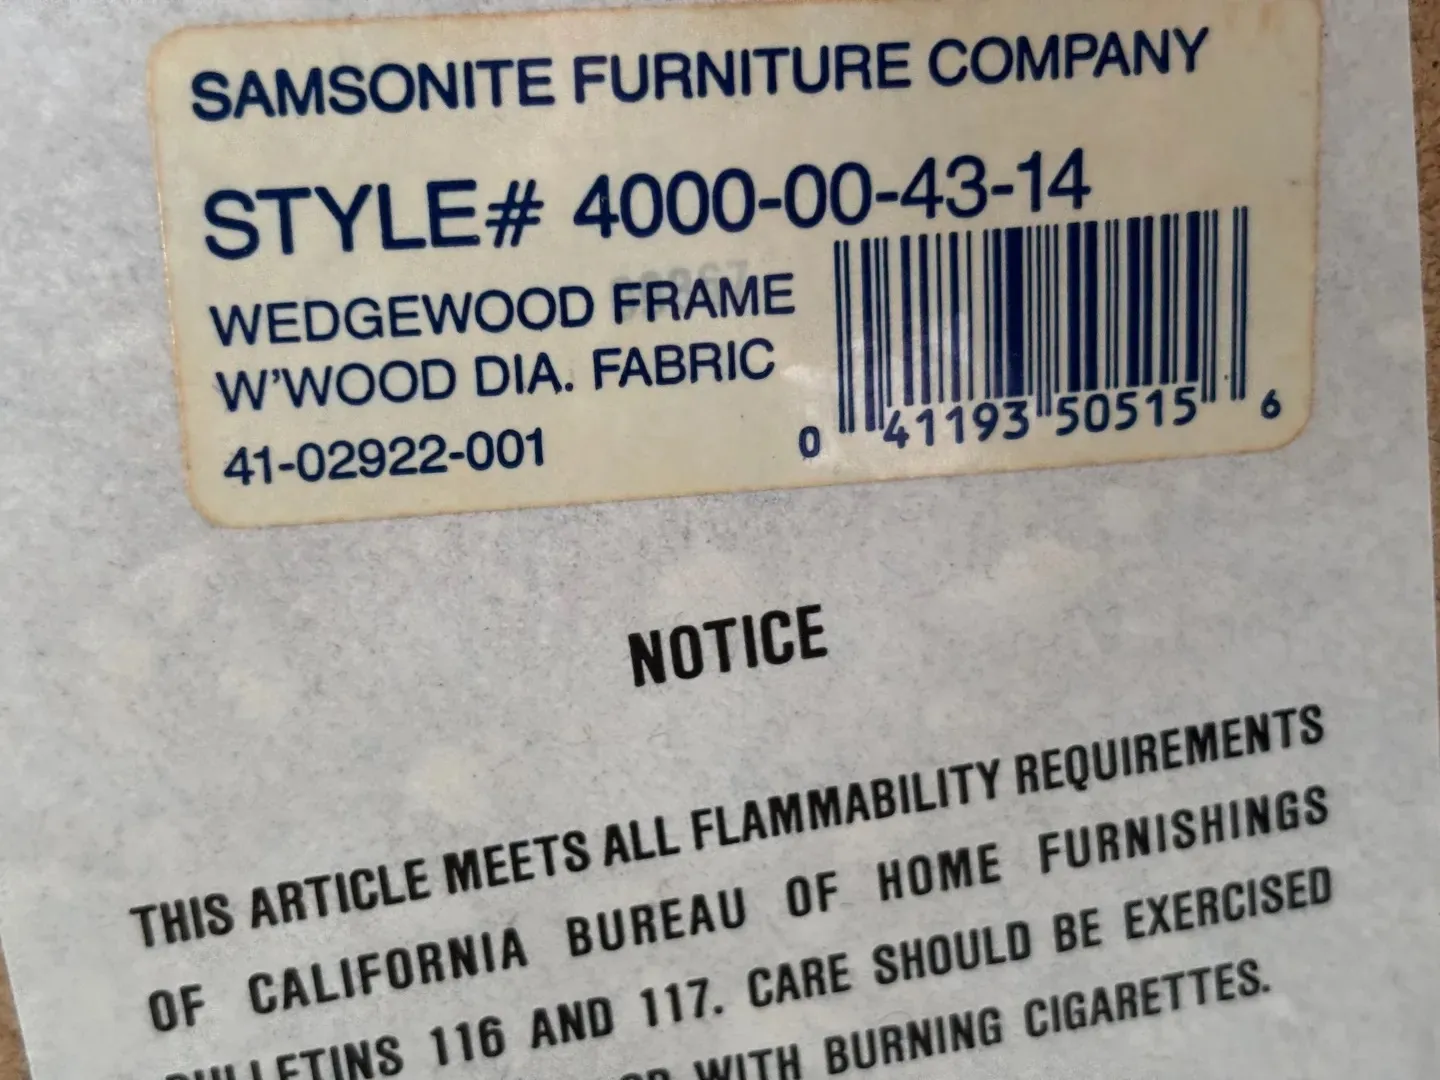 SAMSONITE FURNITURE COMPANY
STYLE# 4000-00-43-14
WEDGEWOOD FRAME
W'WOOD DIA. FABRIC
41-02922-001
0 41193 50515 6
NOTICE
THIS ARTICLE MEETS ALL FLAMMABILITY REQUIREMENTS
OF CALIFORNIA BUREAU OF HOME FURNISHINGS
BULLETINS 116 AND 117. CARE SHOULD BE EXERCISED
WITH BURNING CIGARETTES.